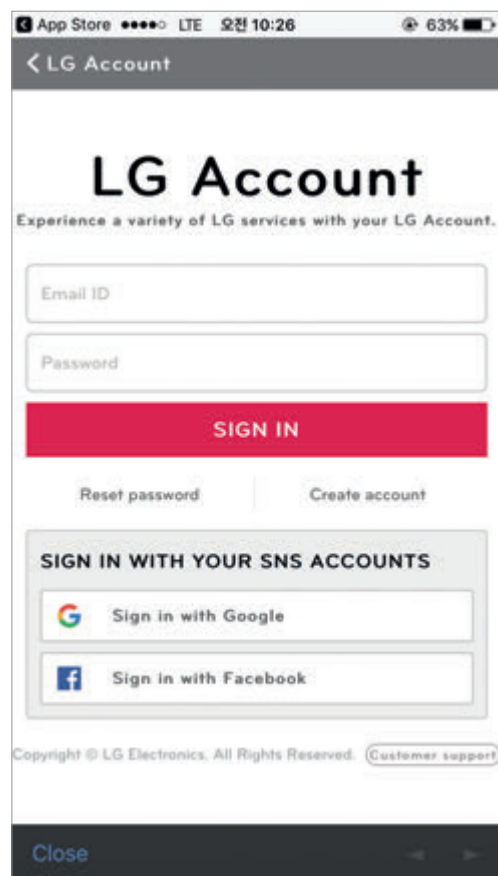 App Store LTE 오전 10:26 63%
LG Account
LG Account
Experience a variety of LG services with your LG Account.
Email ID
Password
SIGN IN
Reset password Create account
SIGN IN WITH YOUR SNS ACCOUNTS
Sign in with Google
Sign in with Facebook
Copyright © LG Electronics. All Rights Reserved. Customer support
Close